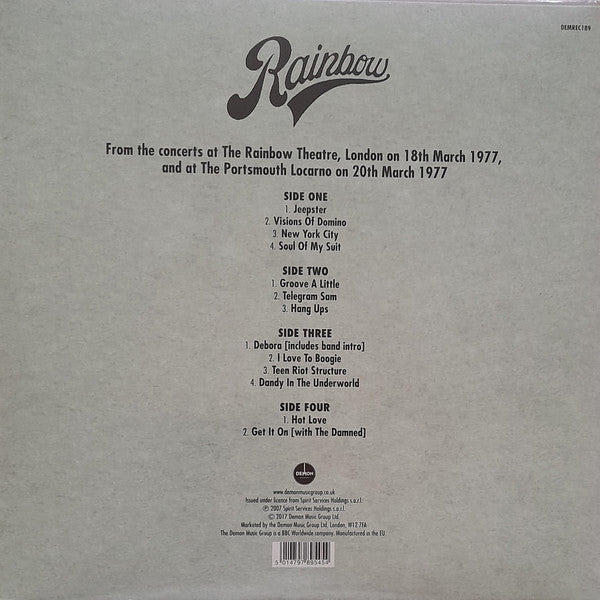 DEMREC189
Rainbow
From the concerts at The Rainbow Theatre, London on 18th March 1977,
and at The Portsmouth Locarno on 20th March 1977
SIDE ONE
1. Jeepster
2. Visions Of Domino
3. New York City
4. Soul Of My Suit
SIDE TWO
1. Groove A Little
2. Telegram Sam
3. Hang Ups
SIDE THREE
1. Debora [includes band intro]
2. I Love To Boogie
3. Teen Riot Structure
4. Dandy In The Underworld
SIDE FOUR
1. Hot Love
2. Get It On [with The Damned]
DEMON
www.demonmusicgroup.co.uk
Issued under licence from Spirit Services Holdings s.a.r.l.
℗ 2007 Spirit Services Holdings s.a.r.l.
© 2017 Demon Music Group Ltd.
Marketed by the Demon Music Group Ltd, London, W12 7FA
The Demon Music Group is a BBC Worldwide company. Manufactured in the EU
5 014797 895454